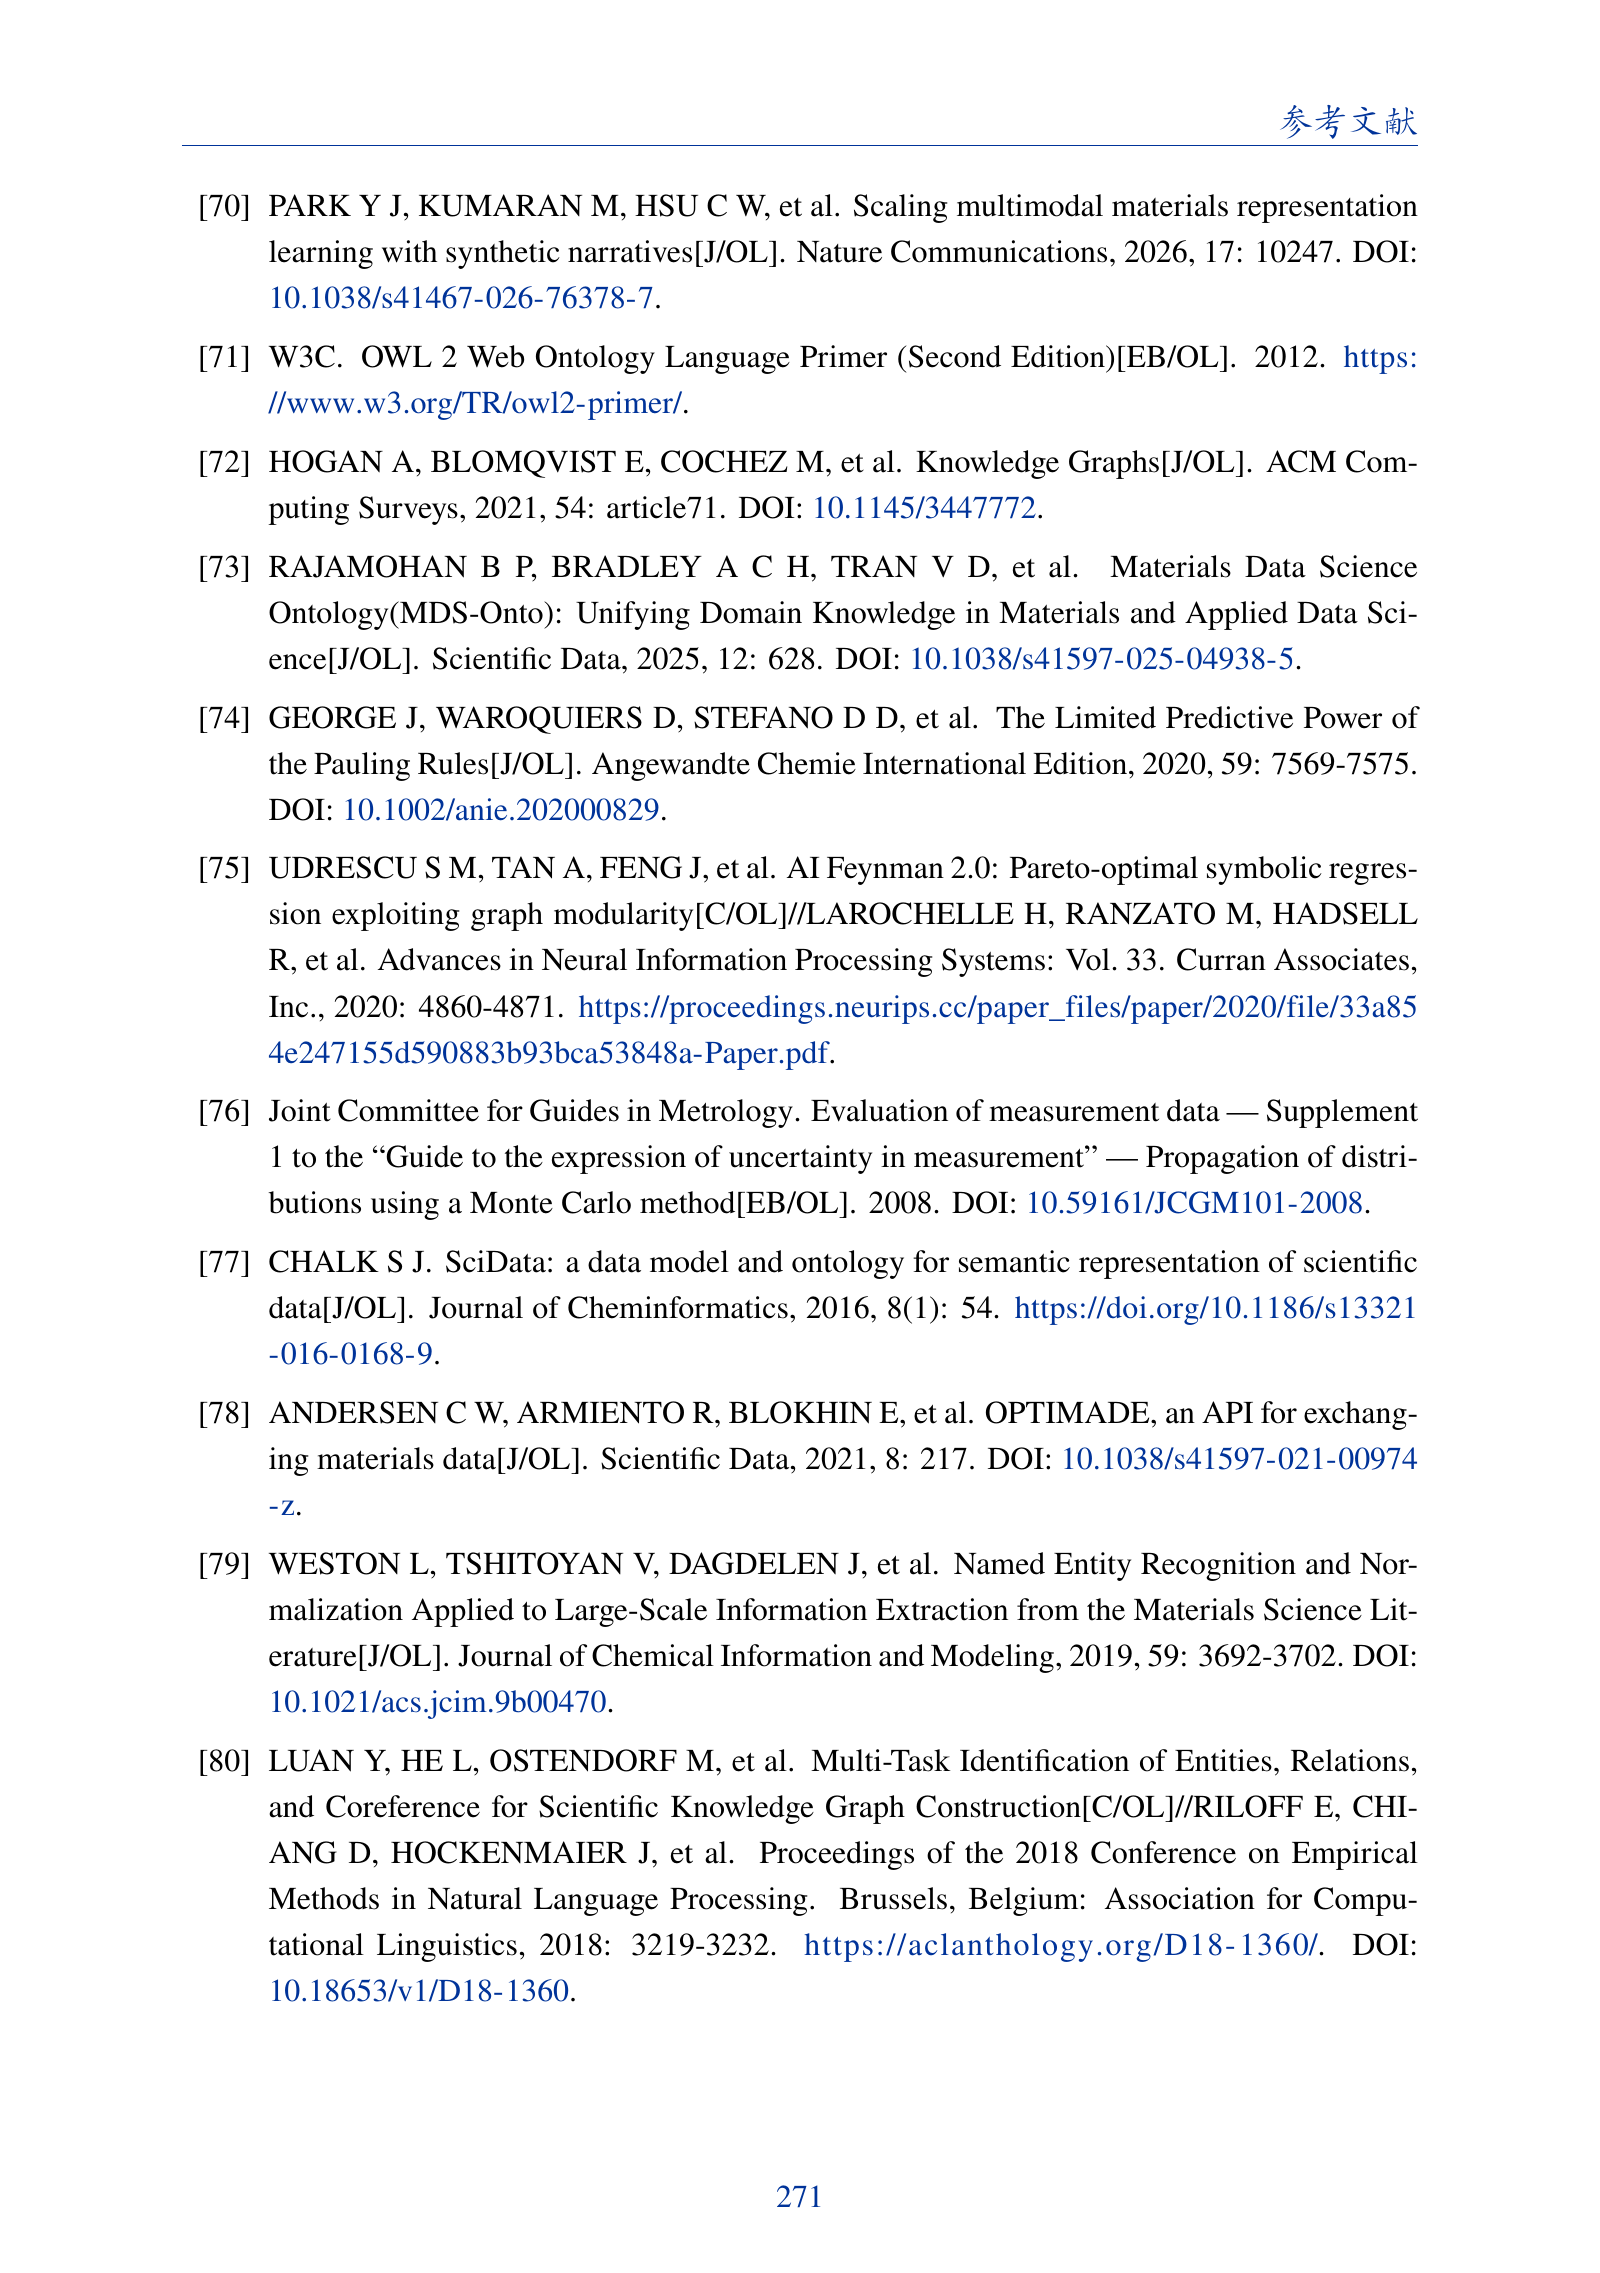 参考文献
[70] PARK Y J, KUMARAN M, HSU C W, et al. Scaling multimodal materials representation
learning with synthetic narratives[J/OL]. Nature Communications, 2026, 17: 10247. DOI:
10.1038/s41467-026-76378-7.
[71] W3C. OWL 2 Web Ontology Language Primer (Second Edition)[EB/OL]. 2012. https:
//www.w3.org/TR/owl2-primer/.
[72] HOGAN A, BLOMQVIST E, COCHEZ M, et al. Knowledge Graphs[J/OL]. ACM Com-
puting Surveys, 2021, 54: article71. DOI: 10.1145/3447772.
[73] RAJAMOHAN B P, BRADLEY A C H, TRAN V D, et al. Materials Data Science
Ontology(MDS-Onto): Unifying Domain Knowledge in Materials and Applied Data Sci-
ence[J/OL]. Scientific Data, 2025, 12: 628. DOI: 10.1038/s41597-025-04938-5.
[74] GEORGE J, WAROQUIERS D, STEFANO D D, et al. The Limited Predictive Power of
the Pauling Rules[J/OL]. Angewandte Chemie International Edition, 2020, 59: 7569-7575.
DOI: 10.1002/anie.202000829.
[75] UDRESCU S M, TAN A, FENG J, et al. AI Feynman 2.0: Pareto-optimal symbolic regres-
sion exploiting graph modularity[C/OL]//LAROCHELLE H, RANZATO M, HADSELL
R, et al. Advances in Neural Information Processing Systems: Vol. 33. Curran Associates,
Inc., 2020: 4860-4871. https://proceedings.neurips.cc/paper_files/paper/2020/file/33a85
4e247155d590883b93bca53848a-Paper.pdf.
[76] Joint Committee for Guides in Metrology. Evaluation of measurement data — Supplement
1 to the “Guide to the expression of uncertainty in measurement” — Propagation of distri-
butions using a Monte Carlo method[EB/OL]. 2008. DOI: 10.59161/JCGM101-2008.
[77] CHALK S J. SciData: a data model and ontology for semantic representation of scientific
data[J/OL]. Journal of Cheminformatics, 2016, 8(1): 54. https://doi.org/10.1186/s13321
-016-0168-9.
[78] ANDERSEN C W, ARMIENTO R, BLOKHIN E, et al. OPTIMADE, an API for exchang-
ing materials data[J/OL]. Scientific Data, 2021, 8: 217. DOI: 10.1038/s41597-021-00974
-z.
[79] WESTON L, TSHITOYAN V, DAGDELEN J, et al. Named Entity Recognition and Nor-
malization Applied to Large-Scale Information Extraction from the Materials Science Lit-
erature[J/OL]. Journal of Chemical Information and Modeling, 2019, 59: 3692-3702. DOI:
10.1021/acs.jcim.9b00470.
[80] LUAN Y, HE L, OSTENDORF M, et al. Multi-Task Identification of Entities, Relations,
and Coreference for Scientific Knowledge Graph Construction[C/OL]//RILOFF E, CHI-
ANG D, HOCKENMAIER J, et al. Proceedings of the 2018 Conference on Empirical
Methods in Natural Language Processing. Brussels, Belgium: Association for Compu-
tational Linguistics, 2018: 3219-3232. https://aclanthology.org/D18-1360/. DOI:
10.18653/v1/D18-1360.
271